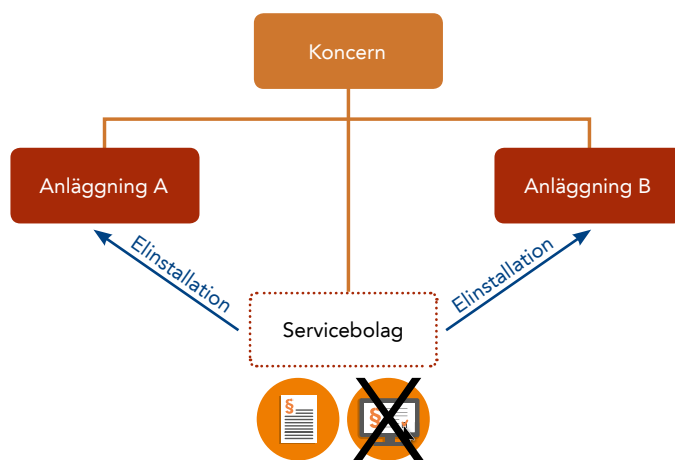 Koncern
Anläggning A
Anläggning B
Elinstallation
Elinstallation
Servicebolag
§
§